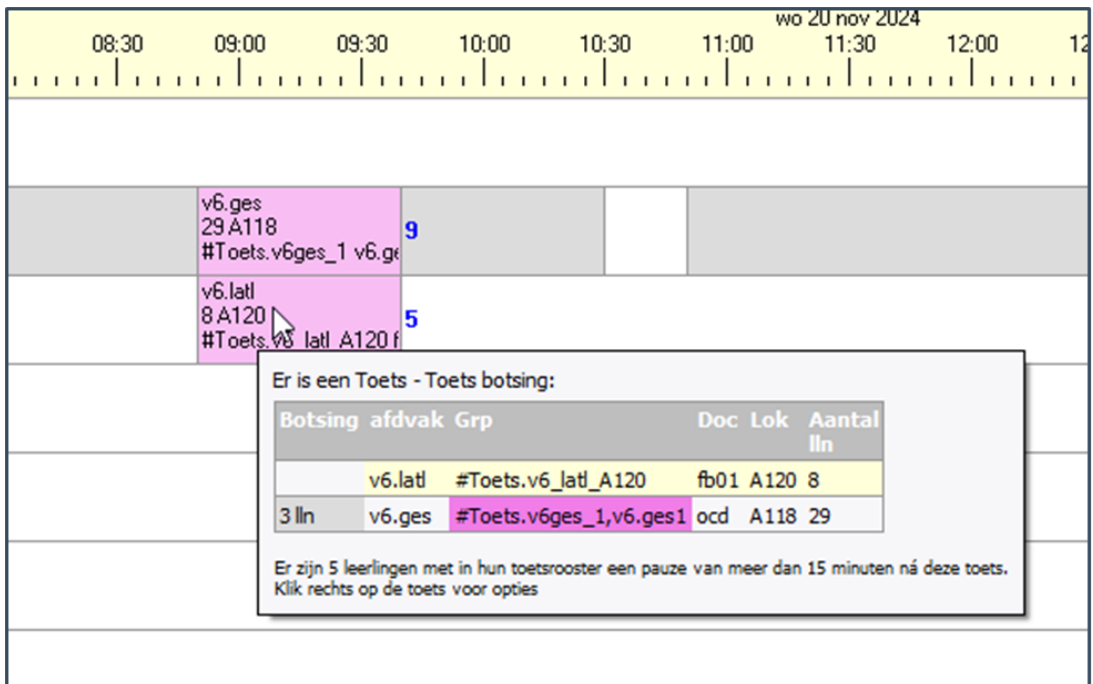 wo 20 nov 2024
08:30 09:00 09:30 10:00 10:30 11:00 11:30 12:00
v6.ges
29 A118
#Toets.v6ges_1 v6.ge
9
v6.latl
8 A120
#Toets.v6_latl_A120 f
5
Er is een Toets - Toets botsing:
Botsing afdvak Grp Doc Lok Aantal
lln
v6.latl #Toets.v6_latl_A120 fb01 A120 8
3 lln v6.ges #Toets.v6ges_1,v6.ges1 ocd A118 29
Er zijn 5 leerlingen met in hun toetsrooster een pauze van meer dan 15 minuten ná deze toets.
Klik rechts op de toets voor opties